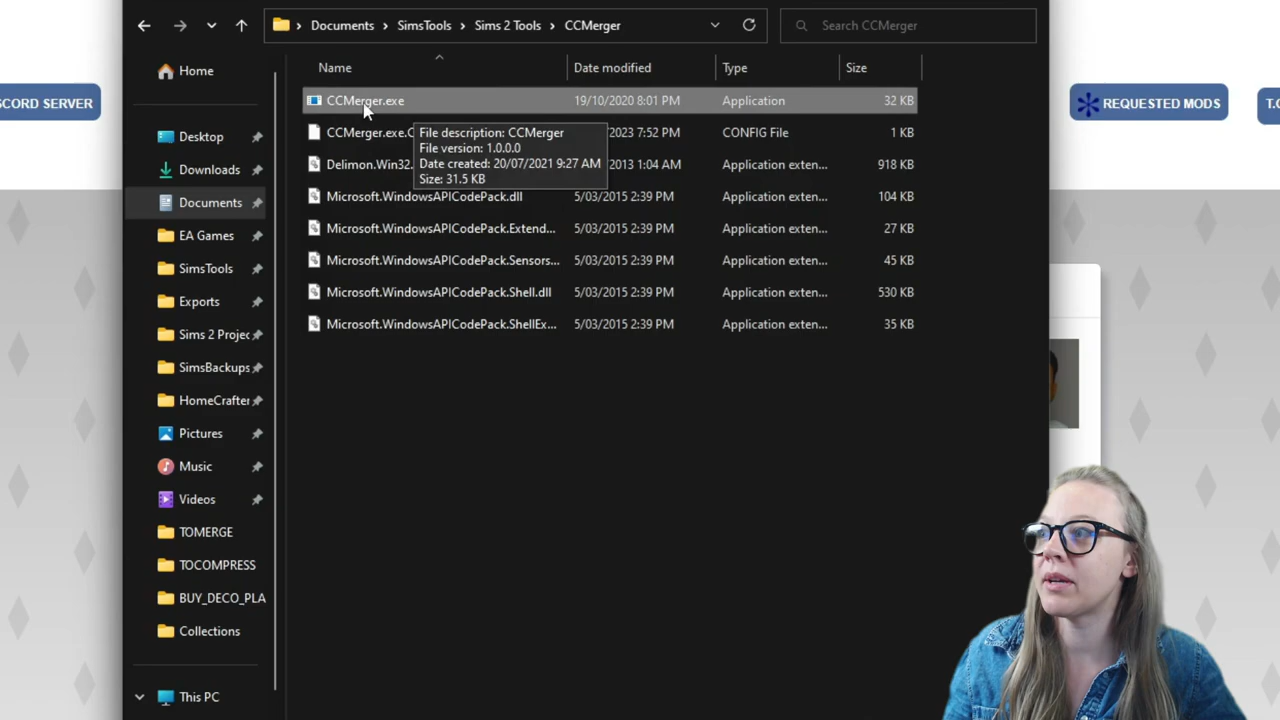 Documents
SimsTools
Sims 2 Tools
CCMerger
Search CCMerger
Home
Name
Date modified
Type
Size
SCORD SERVER
REQUESTED MODS
T.O
CCMerger.exe
19/10/2020 8:01 PM
Application
32 KB
CCMerger.exe.C
2023 7:52 PM
CONFIG File
1 KB
File description: CCMerger
File version: 1.0.0.0
Date created: 20/07/2021 9:27 AM
Size: 31.5 KB
Delimon.Win32.
2013 1:04 AM
Application exten...
918 KB
Microsoft.WindowsAPICodePack.dll
5/03/2015 2:39 PM
Application exten...
104 KB
Microsoft.WindowsAPICodePack.Extend...
5/03/2015 2:39 PM
Application exten...
27 KB
Microsoft.WindowsAPICodePack.Sensors...
5/03/2015 2:39 PM
Application exten...
45 KB
Microsoft.WindowsAPICodePack.Shell.dll
5/03/2015 2:39 PM
Application exten...
530 KB
Microsoft.WindowsAPICodePack.ShellEx...
5/03/2015 2:39 PM
Application exten...
35 KB
Desktop
Downloads
Documents
EA Games
SimsTools
Exports
Sims 2 Projec
SimsBackups
HomeCrafter
Pictures
Music
Videos
TOMERGE
TOCOMPRESS
BUY_DECO_PLA
Collections
This PC